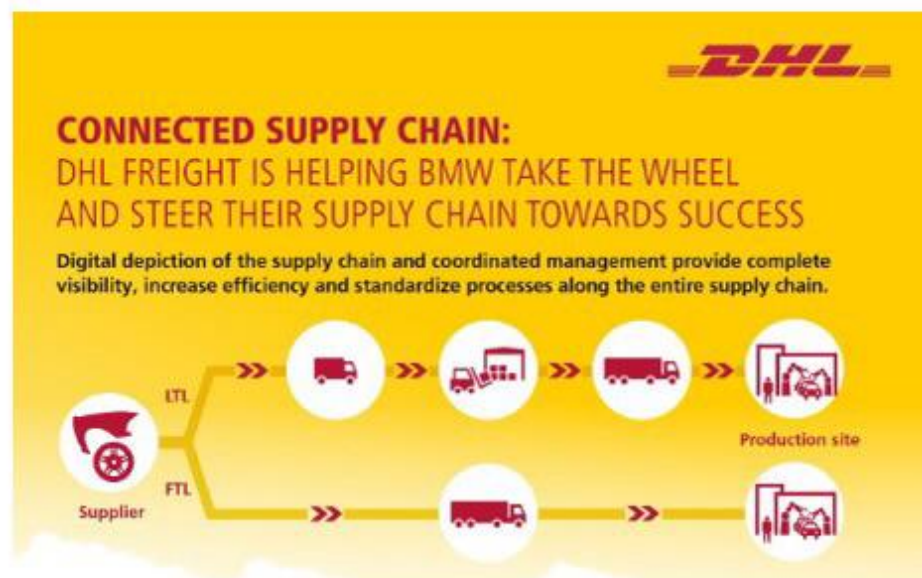 DHL
CONNECTED SUPPLY CHAIN:
DHL FREIGHT IS HELPING BMW TAKE THE WHEEL
AND STEER THEIR SUPPLY CHAIN TOWARDS SUCCESS
Digital depiction of the supply chain and coordinated management provide complete
visibility, increase efficiency and standardize processes along the entire supply chain.
LTL
Production site
FTL
Supplier